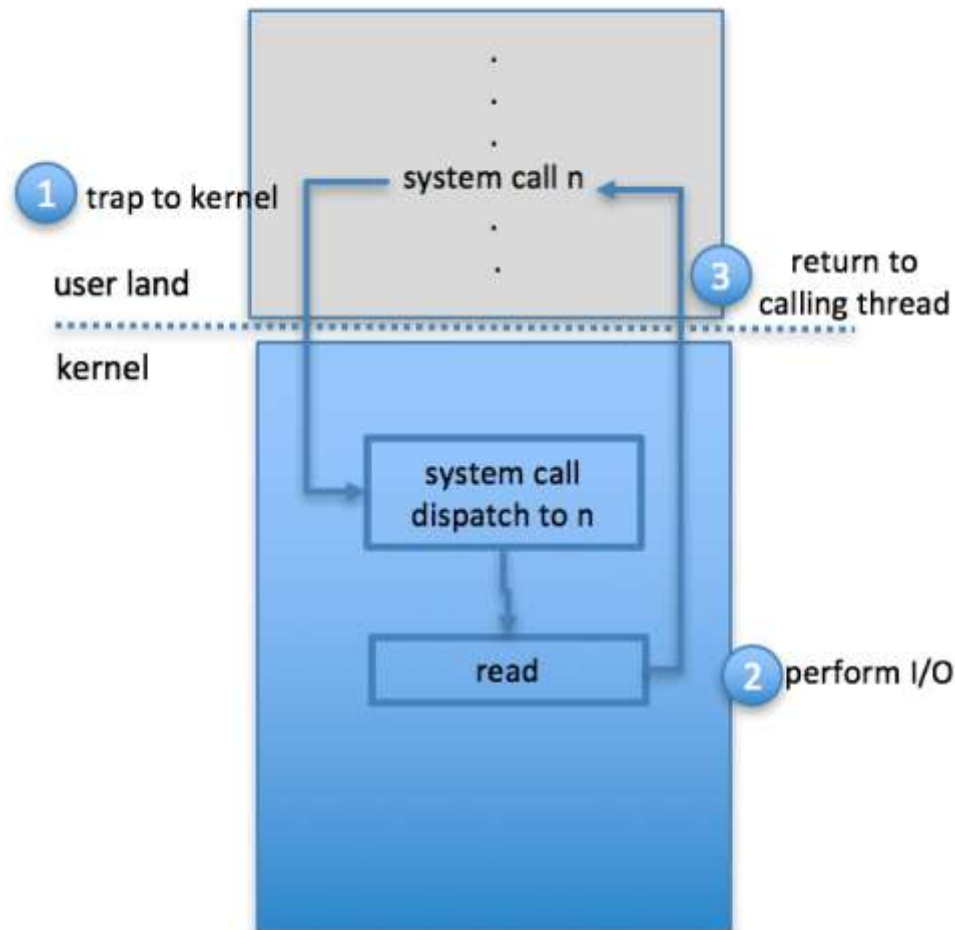 system call n
1
trap to kernel
3
return to
calling thread
user land
kernel
system call
dispatch to n
read
2
perform I/O